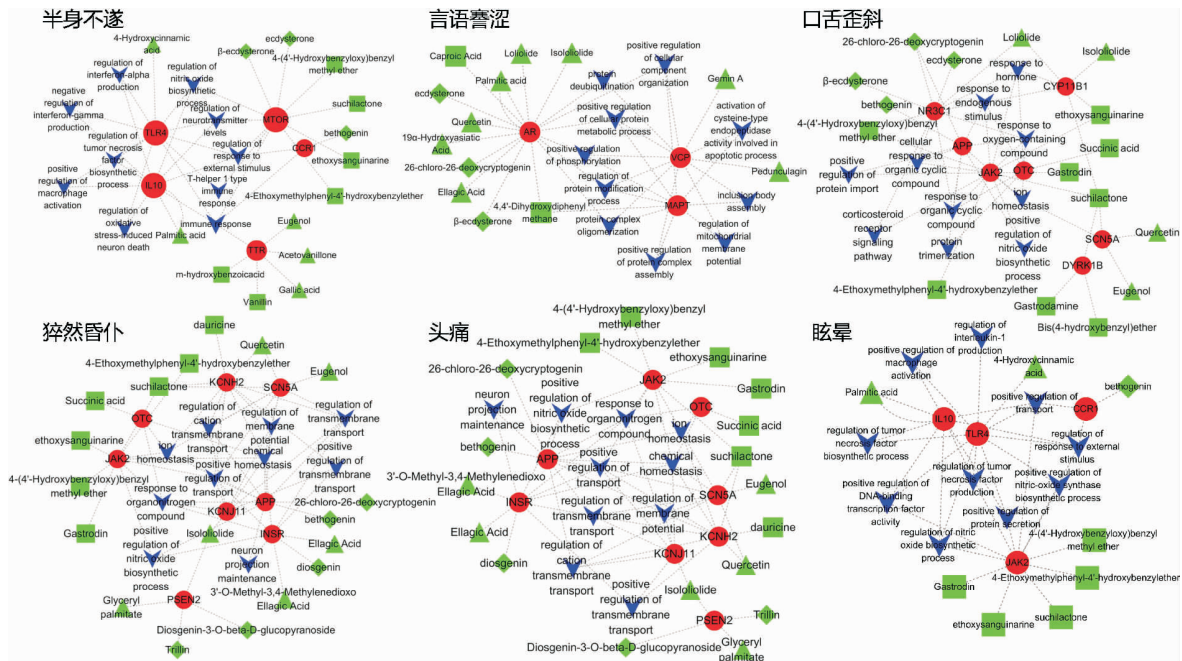 半身不遂
4-Hydroxycinnamic
acid
ecdysterone
β-ecdysterone
4-(4'-Hydroxybenzyloxy)benzyl
methyl ether
regulation of
interferon-alpha
production
regulation of
nitric oxide
biosynthetic
process
negative
regulation of
interferon-gamma
production
regulation of
neurotransmitter
levels
MTOR
suchilactone
TLR4
CCR1
bethogenin
regulation of
tumor necrosis
factor
biosynthetic
process
regulation of
response to
external stimulus
ethoxysanguinarine
positive
regulation of
macrophage
activation
IL10
T-helper 1 type
immune
response
4-Ethoxymethylphenyl-4'-hydroxybenzylether
regulation of
oxidative
stress-induced
neuron death
Palmitic acid
immune response
Eugenol
TTR
Acetovanillone
m-hydroxybenzoicacid
Gallic acid
Vanillin
言语謇涩
Caproic Acid
Loliolide
Isololiolide
positive regulation
of cellular
component
organization
Palmitic acid
protein
deubiquitination
Gemin A
ecdysterone
Quercetin
AR
positive regulation
of cellular protein
metabolic process
activation of
cysteine-type
endopeptidase
activity involved in
apoptotic process
19α-Hydroxyasiatic
Acid
positive regulation
of phosphorylation
VCP
26-chloro-26-deoxycryptogenin
regulation of
protein modification
process
Pedunculagin
Ellagic Acid
4,4'-Dihydroxydiphenyl
methane
MAPT
inclusion body
assembly
β-ecdysterone
protein complex
oligomerization
regulation of
mitochondrial
membrane
potential
positive regulation
of protein complex
assembly
口舌歪斜
26-chloro-26-deoxycryptogenin
Loliolide
Isololiolide
ecdysterone
response to
hormone
β-ecdysterone
CYP11B1
NR3C1
response to
endogenous
stimulus
bethogenin
ethoxysanguinarine
4-(4'-Hydroxybenzyloxy)benzyl
methyl ether
APP
response to
oxygen-containing
compound
Succinic acid
positive
regulation of
protein import
cellular
response to
organic cyclic
compound
JAK2
OTC
Gastrodin
ion
homeostasis
suchilactone
corticosteroid
receptor
signaling
pathway
response to
organic cyclic
compound
positive
regulation of
nitric oxide
biosynthetic
process
SCN5A
Quercetin
protein
trimerization
DYRK1B
4-Ethoxymethylphenyl-4'-hydroxybenzylether
Gastrodamine
Eugenol
Bis(4-hydroxybenzyl)ether
猝然昏仆
dauricine
Quercetin
4-Ethoxymethylphenyl-4'-hydroxybenzylether
KCNH2
SCN5A
Eugenol
suchilactone
Succinic acid
OTC
regulation of
cation
transmembrane
transport
regulation of
membrane
potential
regulation of
transmembrane
transport
ethoxysanguinarine
ion
homeostasis
chemical
homeostasis
positive
regulation of
transmembrane
transport
JAK2
positive
regulation of
transport
4-(4'-Hydroxybenzyloxy)benzyl
methyl ether
response to
organonitrogen
compound
APP
26-chloro-26-deoxycryptogenin
KCNJ11
bethogenin
Gastrodin
positive
regulation of
nitric oxide
biosynthetic
process
Isololiolide
INSR
Ellagic Acid
neuron
projection
maintenance
diosgenin
3'-O-Methyl-3,4-Methylenedioxo
Ellagic Acid
PSEN2
Glyceryl
palmitate
Diosgenin-3-O-beta-D-glucopyranoside
Trillin
头痛
4-(4'-Hydroxybenzyloxy)benzyl
methyl ether
4-Ethoxymethylphenyl-4'-hydroxybenzylether
ethoxysanguinarine
26-chloro-26-deoxycryptogenin
JAK2
Gastrodin
neuron
projection
maintenance
positive
regulation of
nitric oxide
biosynthetic
process
response to
organonitrogen
compound
OTC
Succinic acid
bethogenin
ion
homeostasis
suchilactone
APP
chemical
homeostasis
3'-O-Methyl-3,4-Methylenedioxo
Ellagic Acid
positive
regulation of
transport
SCN5A
Eugenol
INSR
regulation of
transmembrane
transport
regulation of
membrane
potential
dauricine
Ellagic Acid
KCNH2
regulation of
cation
transmembrane
transport
KCNJ11
diosgenin
Quercetin
positive
regulation of
transmembrane
transport
Isololiolide
PSEN2
Trillin
Diosgenin-3-O-beta-D-glucopyranoside
Glyceryl
palmitate
眩晕
regulation of
interleukin-1
production
positive regulation of
macrophage
activation
4-Hydroxycinnamic
acid
bethogenin
Palmitic acid
positive regulation of
transport
IL10
CCR1
TLR4
regulation of tumor
necrosis factor
biosynthetic process
regulation of
response to external
stimulus
regulation of tumor
necrosis factor
production
positive regulation of
nitric-oxide synthase
biosynthetic process
positive regulation of
DNA-binding
transcription factor
activity
positive regulation of
protein secretion
regulation of nitric
oxide biosynthetic
process
4-(4'-Hydroxybenzyloxy)benzyl
methyl ether
JAK2
4-Ethoxymethylphenyl-4'-hydroxybenzylether
Gastrodin
ethoxysanguinarine
suchilactone